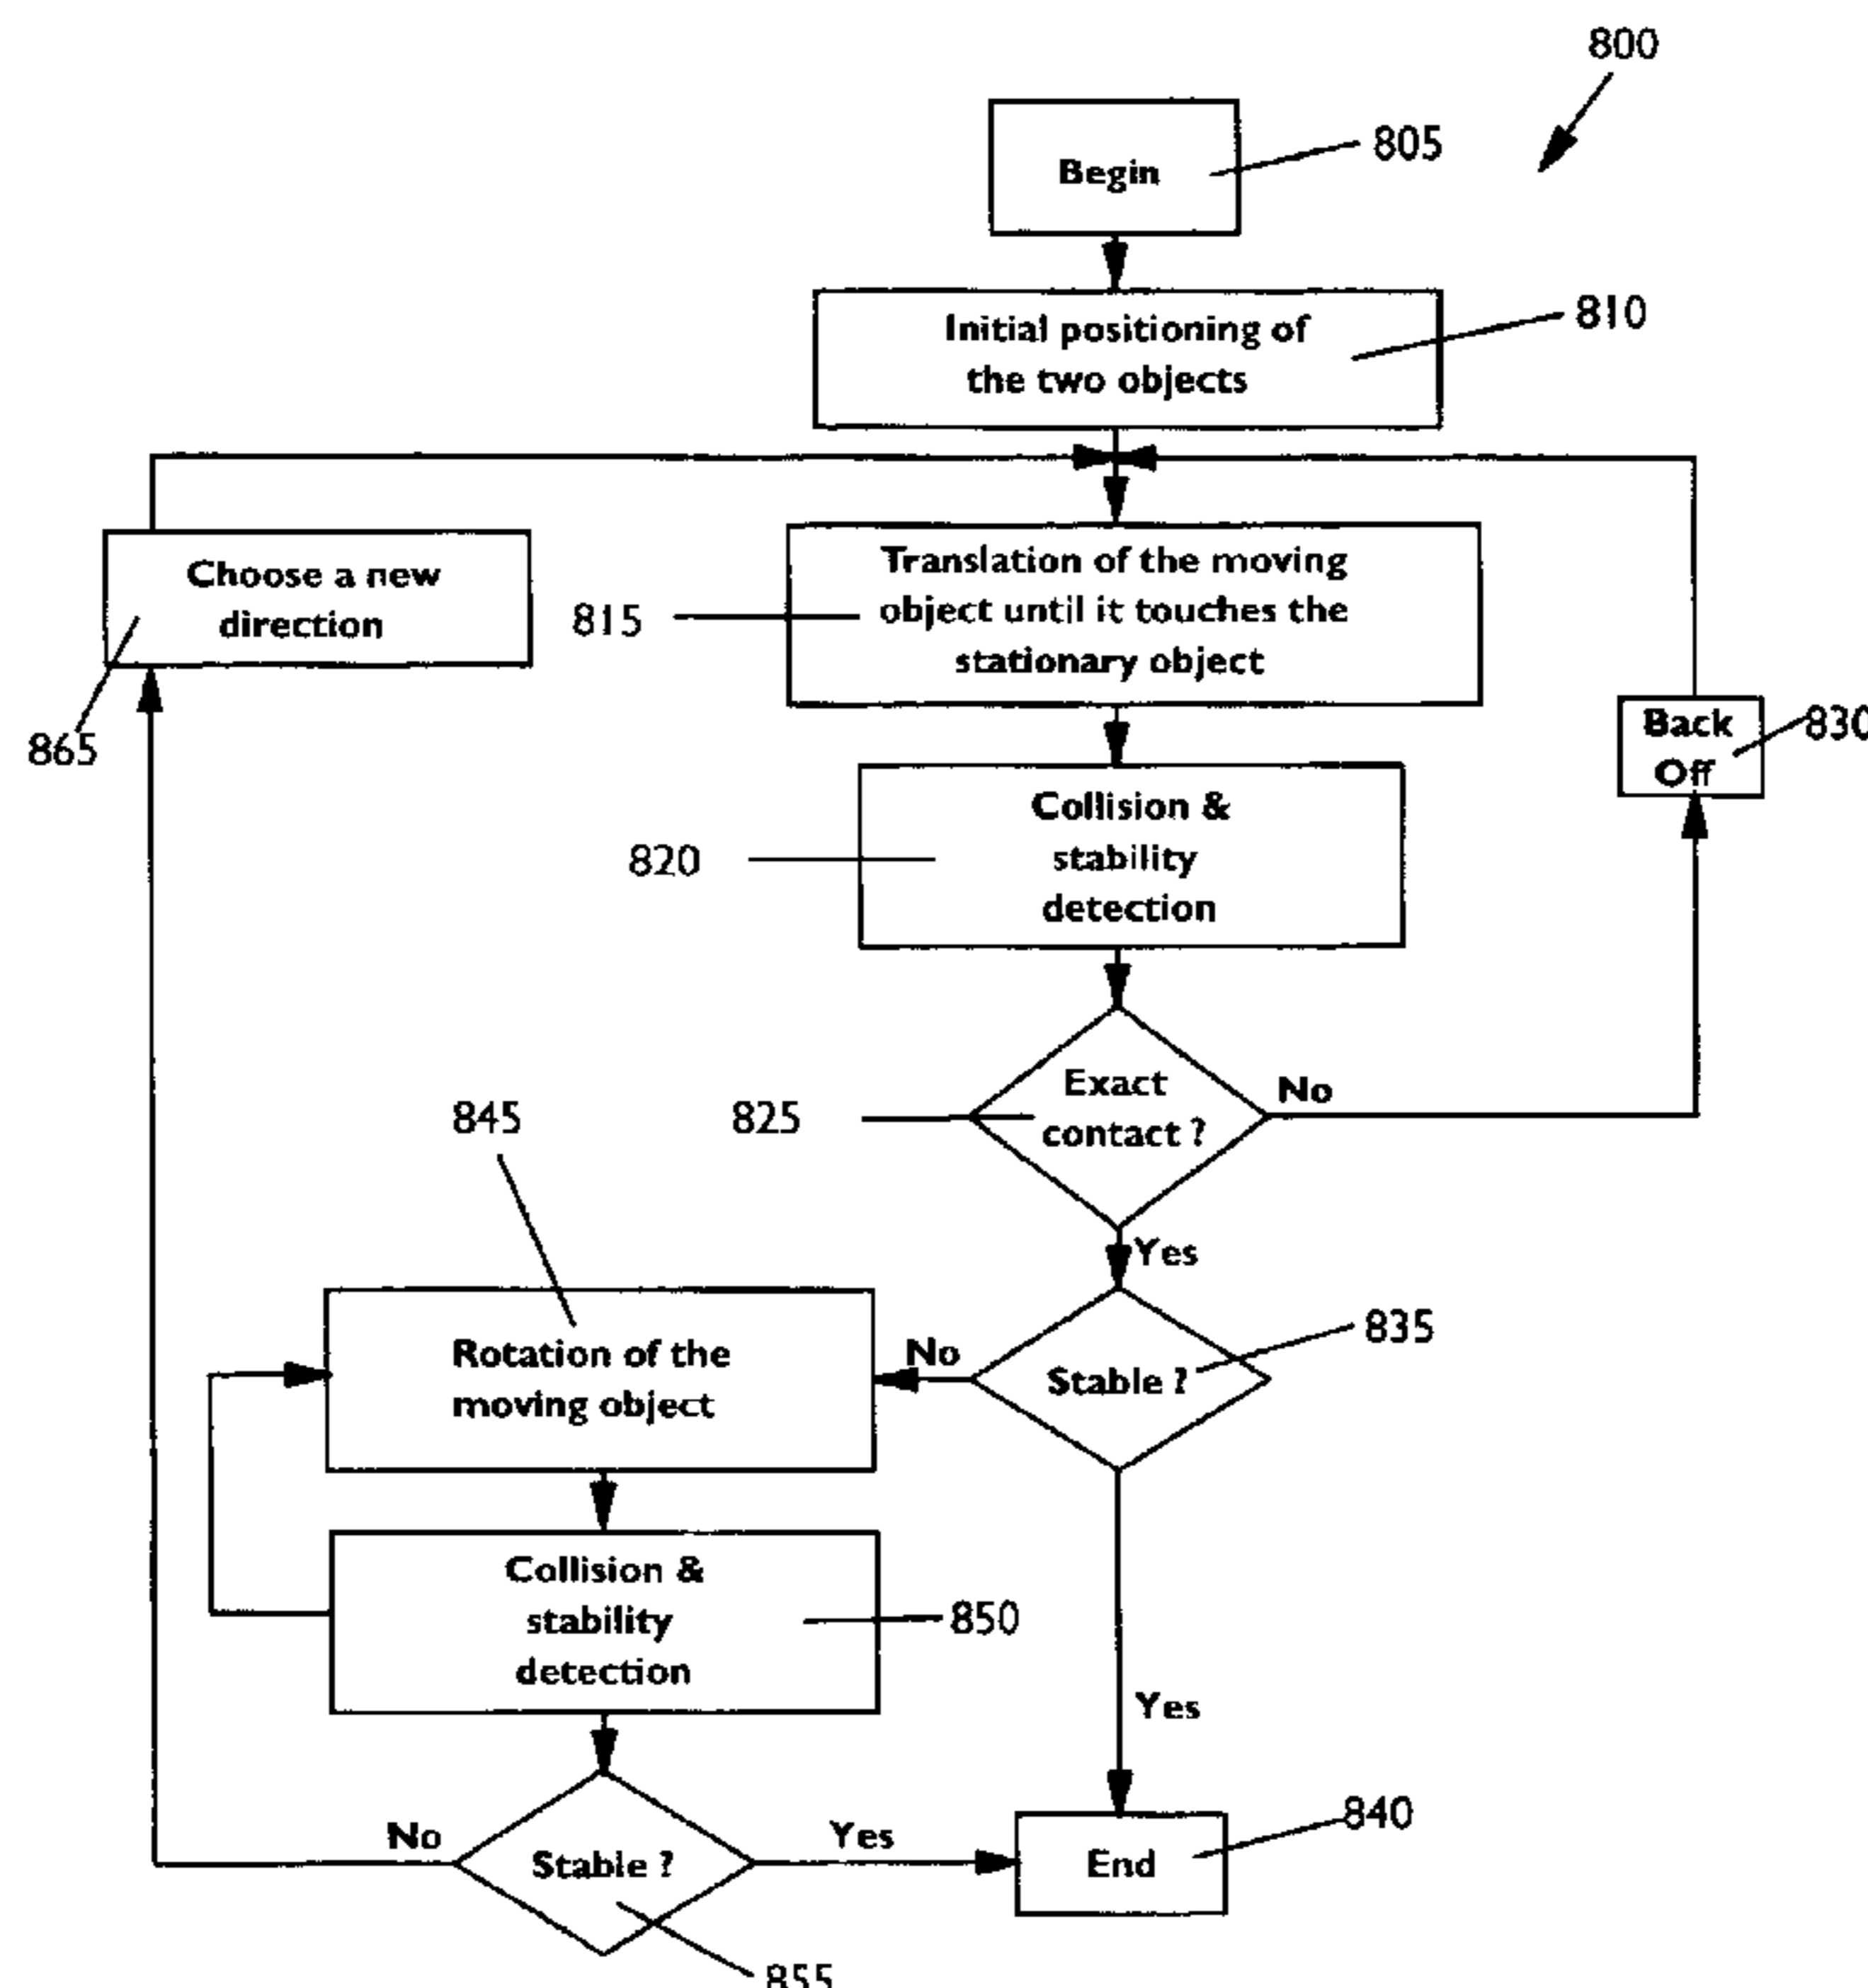 800
Begin
805
Initial positioning of
the two objects
810
Choose a new
direction
865
815
Translation of the moving
object until it touches the
stationary object
Back
Off
830
820
Collision &
stability
detection
845
825
Exact
contact ?
No
Yes
Rotation of the
moving object
No
Stable ?
835
Collision &
stability
detection
850
Yes
No
Stable ?
Yes
End
840
855